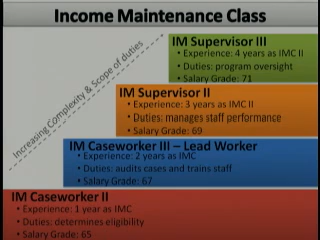 Income Maintenance Class
Increasing Complexity & Scope of duties
IM Supervisor III
• Experience: 4 years as IMC II
• Duties: program oversight
• Salary Grade: 71
IM Supervisor II
• Experience: 3 years as IMC II
• Duties: manages staff performance
• Salary Grade: 69
IM Caseworker III – Lead Worker
• Experience: 2 years as IMC
• Duties: audits cases and trains staff
• Salary Grade: 67
IM Caseworker II
• Experience: 1 year as IMC
• Duties: determines eligibility
• Salary Grade: 65